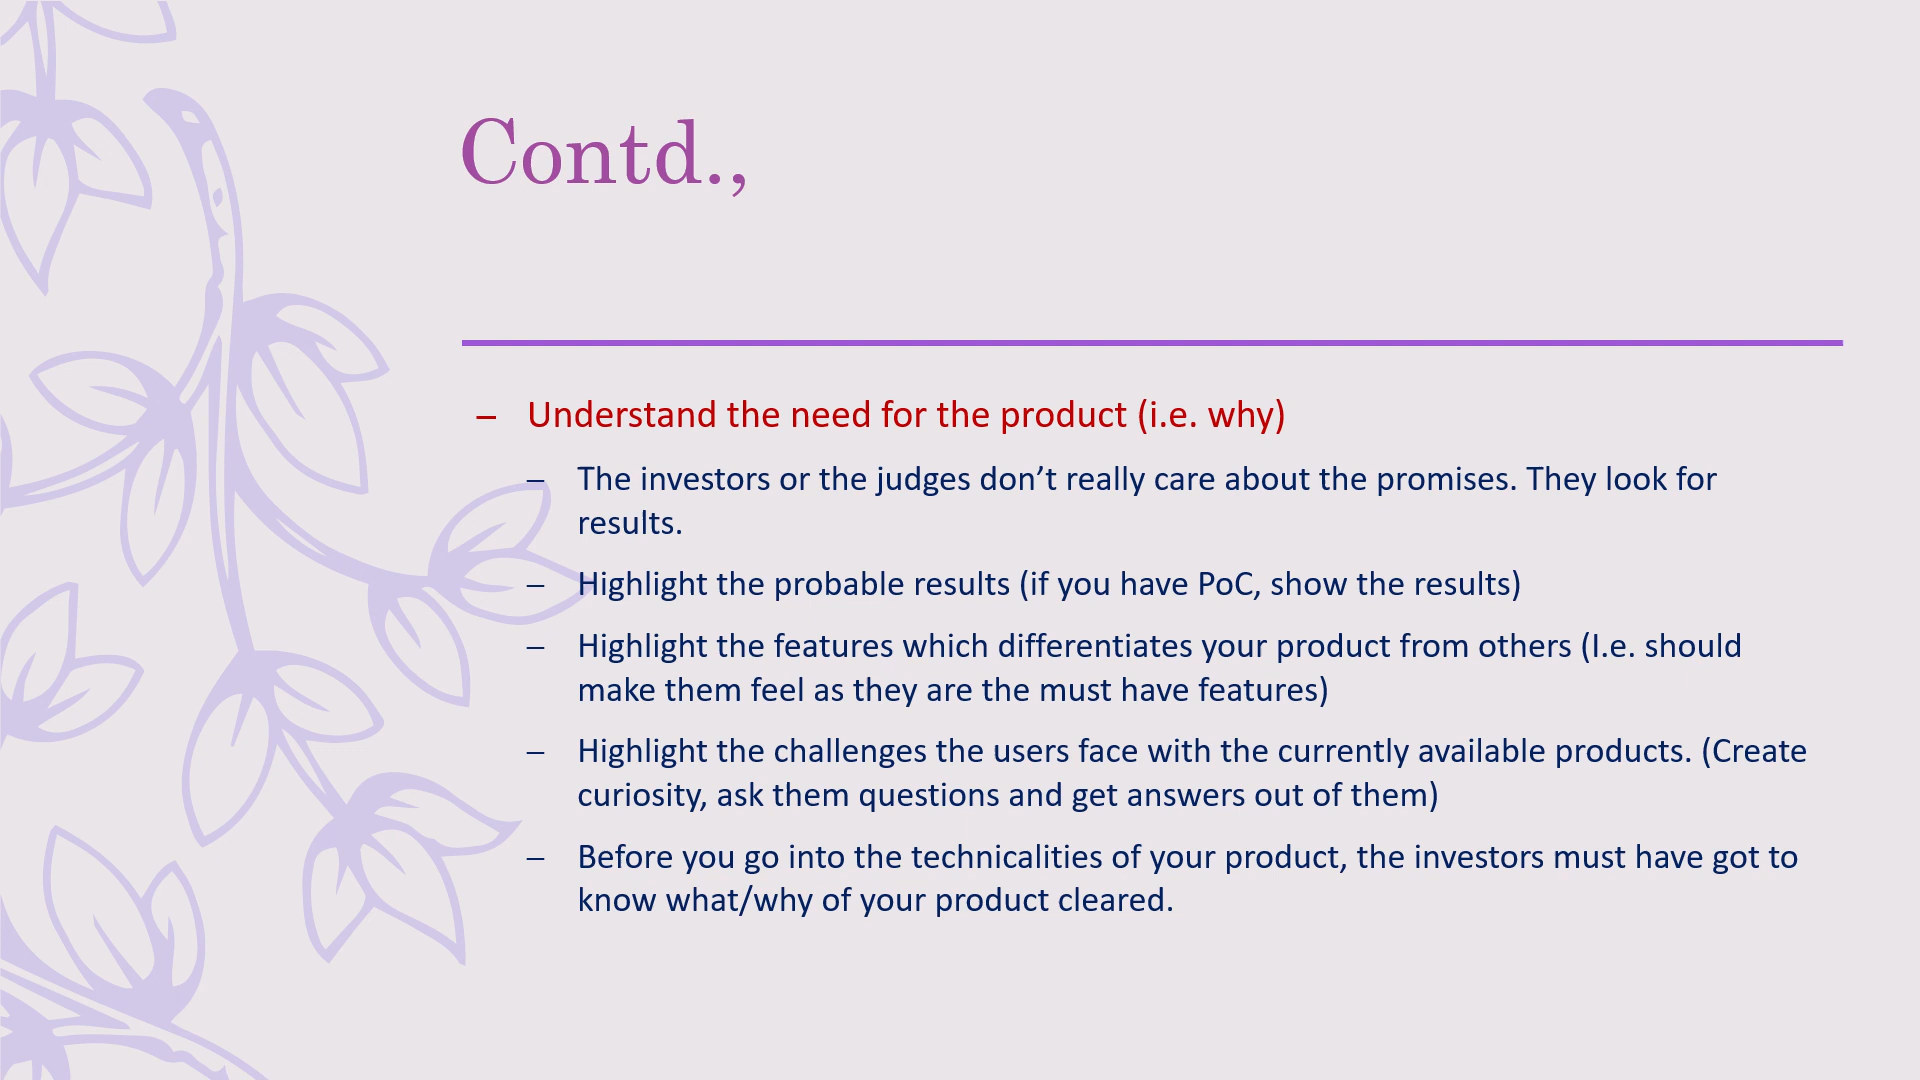 Contd.,
– Understand the need for the product (i.e. why)
– The investors or the judges don’t really care about the promises. They look for
results.
– Highlight the probable results (if you have PoC, show the results)
– Highlight the features which differentiates your product from others (I.e. should
make them feel as they are the must have features)
– Highlight the challenges the users face with the currently available products. (Create
curiosity, ask them questions and get answers out of them)
– Before you go into the technicalities of your product, the investors must have got to
know what/why of your product cleared.